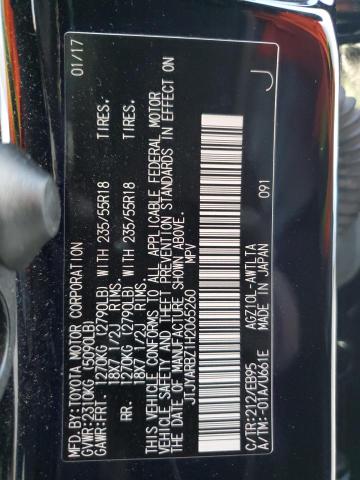 MFD.BY:TOYOTA MOTOR CORPORATION 01/17
GVWR:2310KG (5090LB)
GAWR:FRT. 1270KG (2790LB) WITH 235/55R18 TIRES.
18X7 1/2J RIMS
RR. 1270KG (2790LB) WITH 235/55R18 TIRES.
18X7 1/2J RIMS
THIS VEHICLE CONFORMS TO ALL APPLICABLE FEDERAL MOTOR
VEHICLE SAFETY AND THEFT PREVENTION STANDARDS IN EFFECT ON
THE DATE OF MANUFACTURE SHOWN ABOVE.
JTJYARBZ1H2065260 MPV
C/TR:212/EB95 AGZ10L-AWTLTA 091 J
A/TM:-01A/U661E MADE IN JAPAN